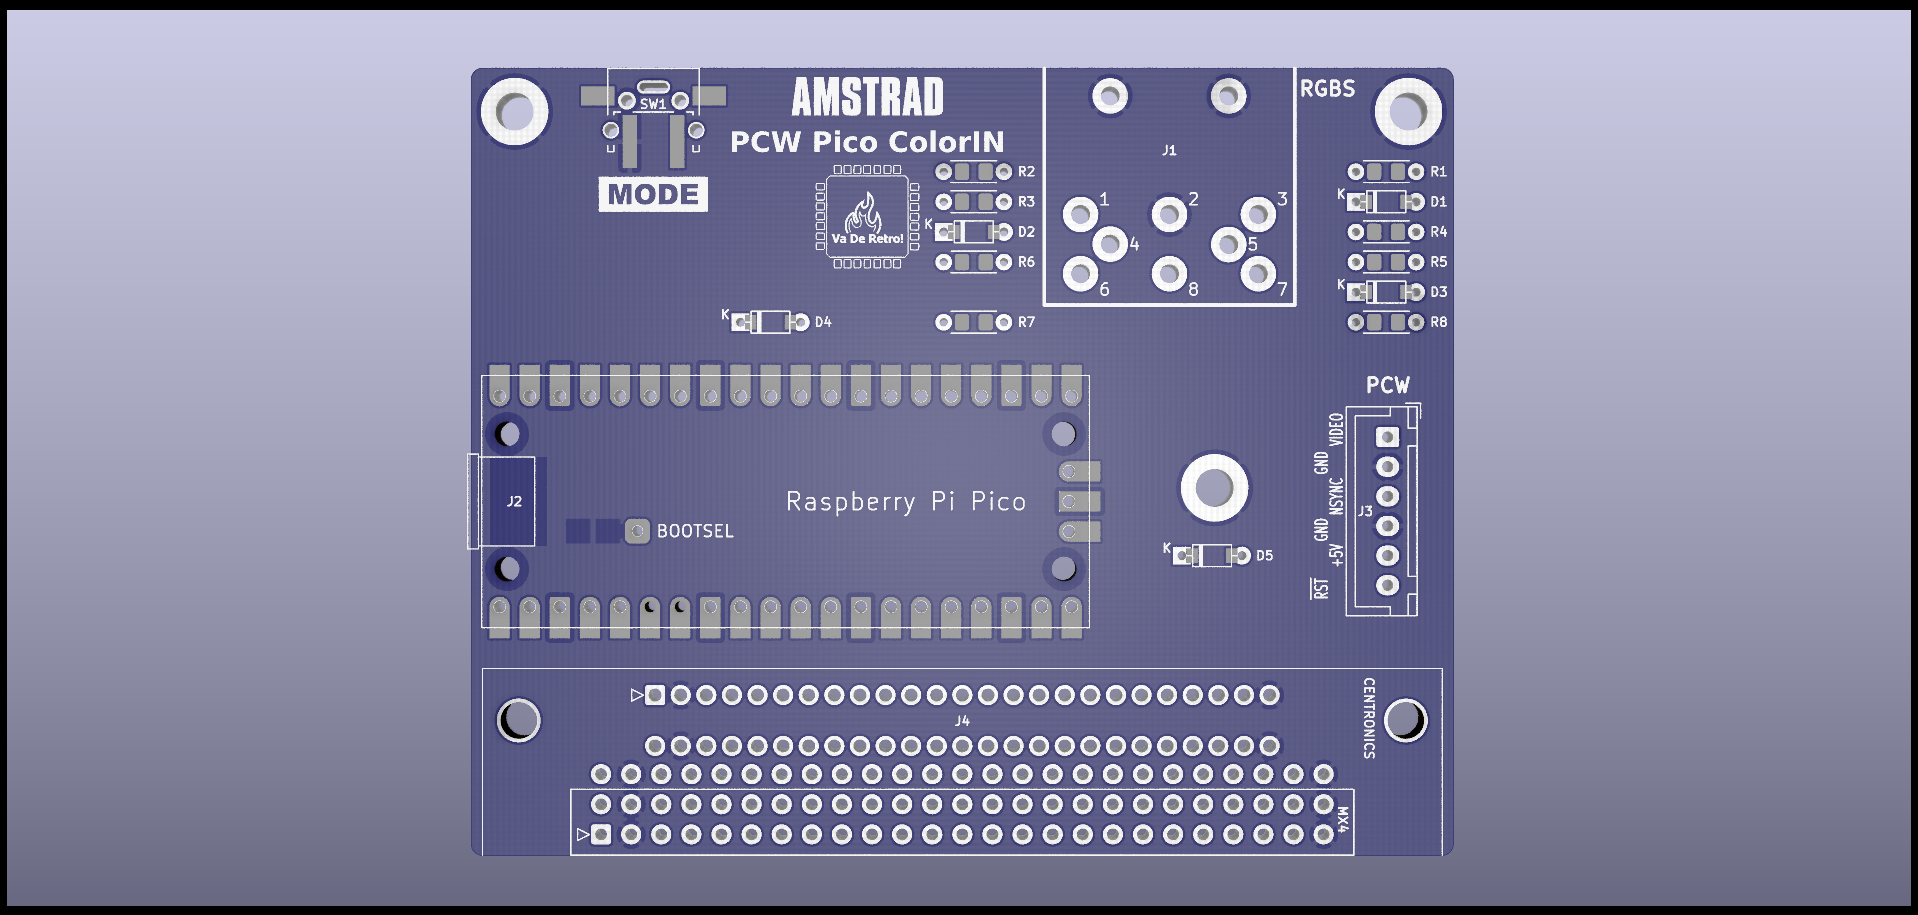 AMSTRAD
PCW Pico ColorIN
SW1
MODE
Va De Retro!
RGBS
J1
1
2
3
4
5
6
8
7
R2
R3
K
D2
R6
R7
K
D4
R1
K
D1
R4
R5
K
D3
R8
PCW
VIDEO
GND
NSYNC
GND
+5V
RST
J3
J2
Raspberry Pi Pico
BOOTSEL
K
D5
J4
CENTRONICS
MX4